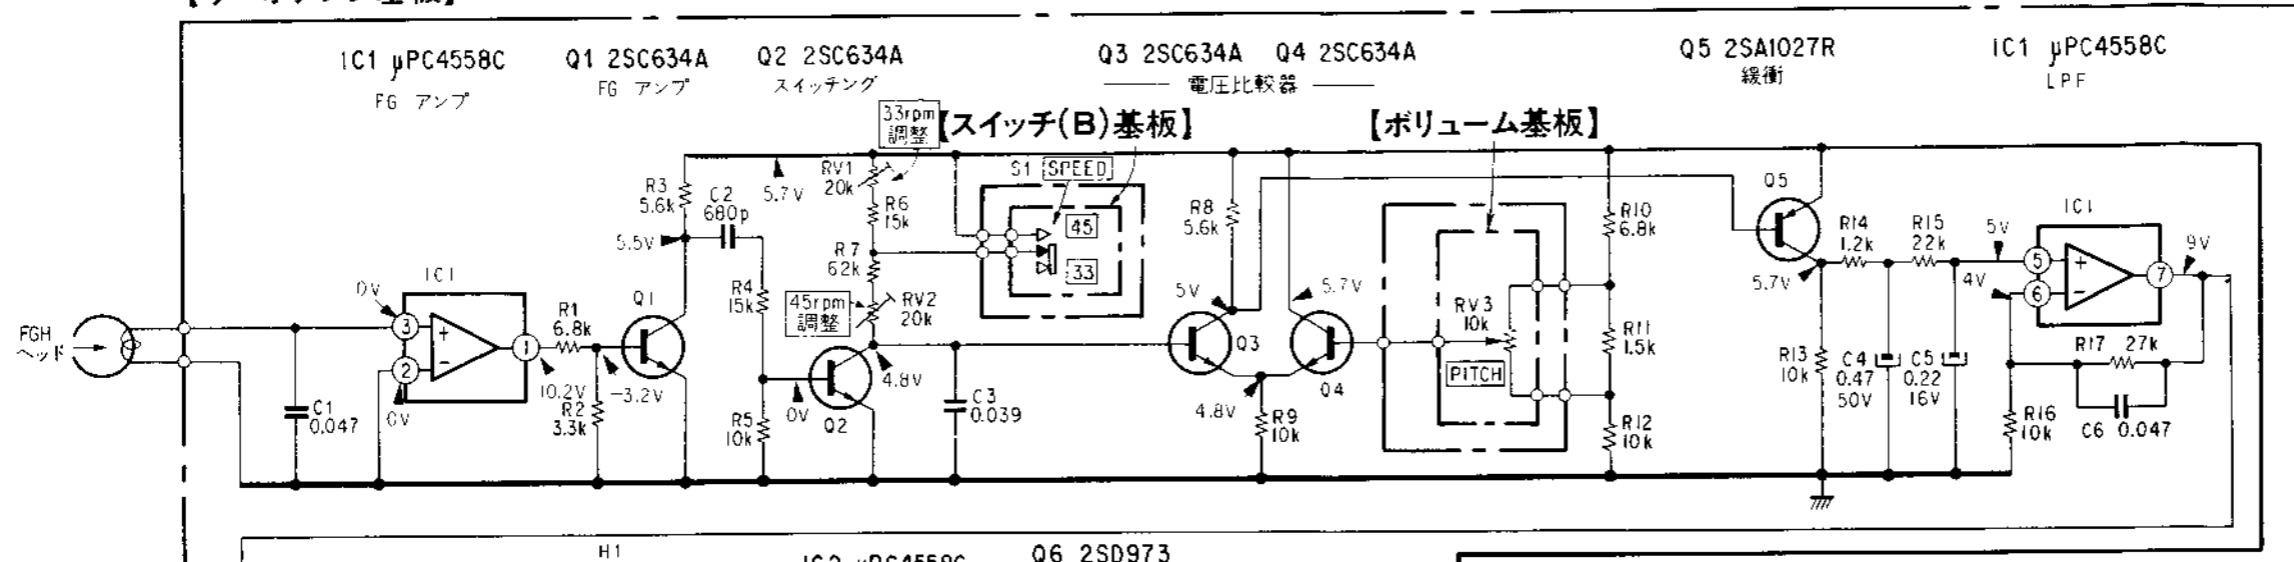 IC1 μPC4558C
FG アンプ
Q1 2SC634A
FG アンプ
Q2 2SC634A
スイッチング
Q3 2SC634A Q4 2SC634A
電圧比較器
Q5 2SA1027R
緩衝
IC1 μPC4558C
LPF
33rpm
調整
【スイッチ(B)基板】
【ボリューム基板】
R3
5.6k
C2
680p
5.7V
RV1
20k
R6
15k
S1 SPEED
45
33
R7
62k
45rpm
調整
RV2
20k
R8
5.6k
R10
6.8k
Q5
R14
1.2k
R15
22k
5V
IC1
9V
5
6
7
+
−
4V
5.7V
FGH
ヘッド
0V
IC1
3
2
1
+
−
0V
R1
6.8k
10.2V
−3.2V
Q1
5.5V
R4
15k
R5
10k
0V
Q2
4.8V
C1
0.047
R2
3.3k
C3
0.039
5V
Q3
5.7V
Q4
4.8V
R9
10k
RV3
10k
PITCH
R11
1.5k
R12
10k
R13
10k
C4
0.47
50V
C5
0.22
16V
R17 27k
R16
10k
C6 0.047
H1
Q6 2SD973